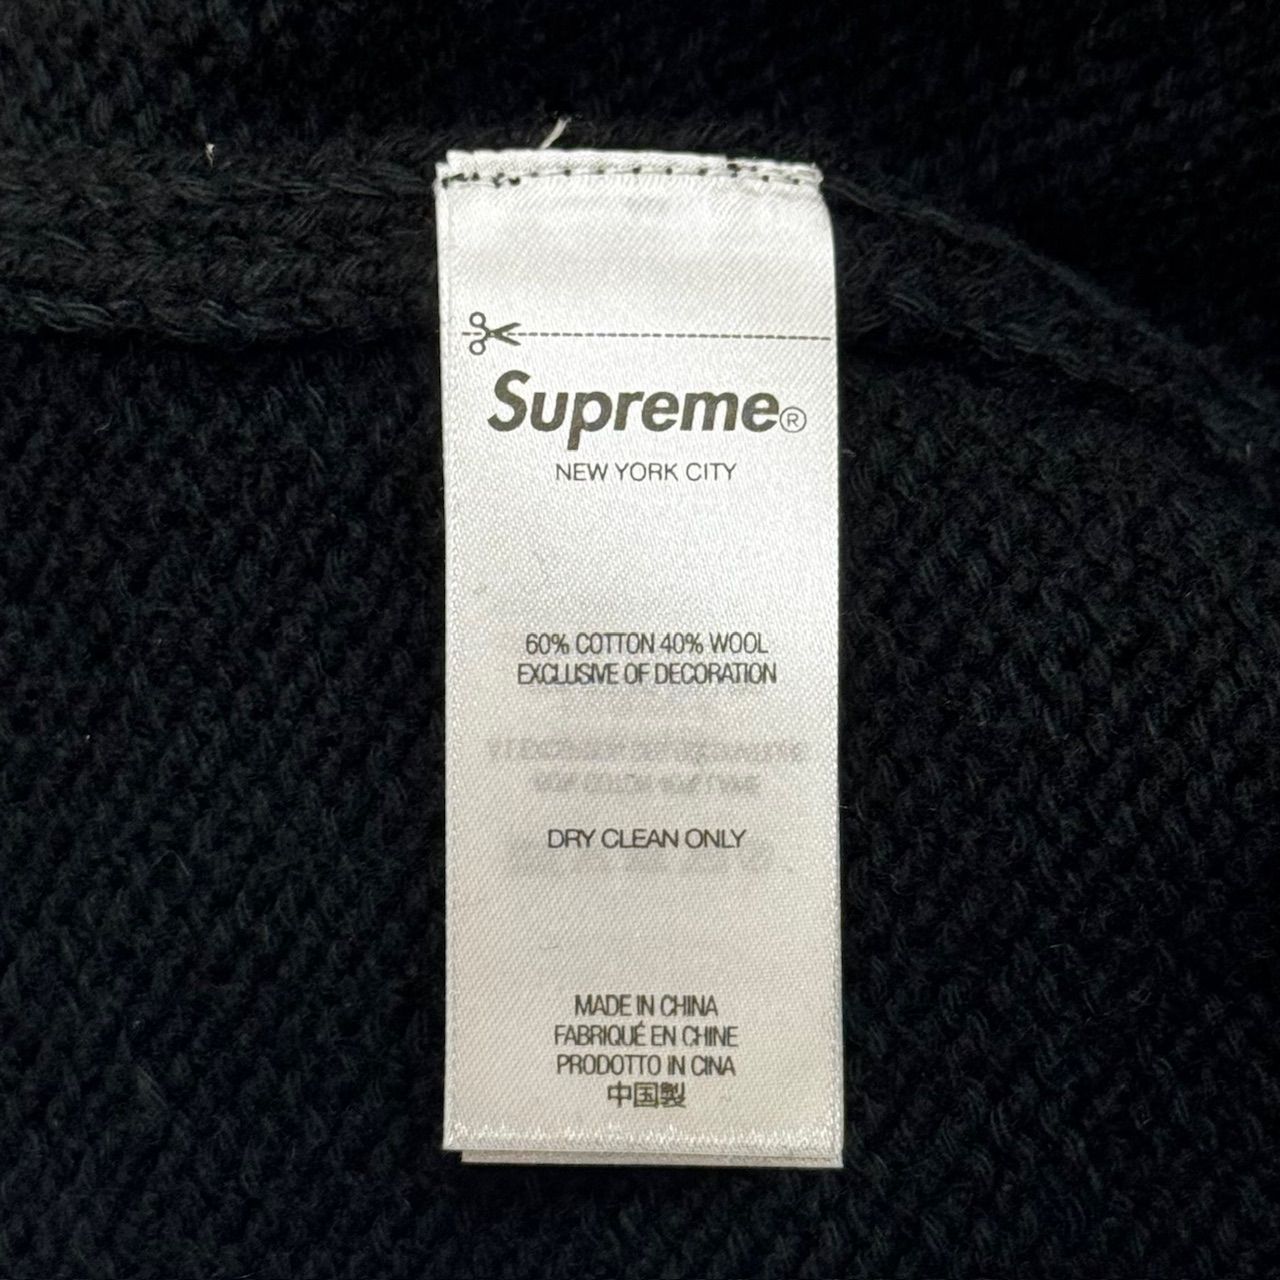 Supreme®
NEW YORK CITY
60% COTTON 40% WOOL
EXCLUSIVE OF DECORATION
DRY CLEAN ONLY
MADE IN CHINA
FABRIQUÉ EN CHINE
PRODOTTO IN CINA
中国製